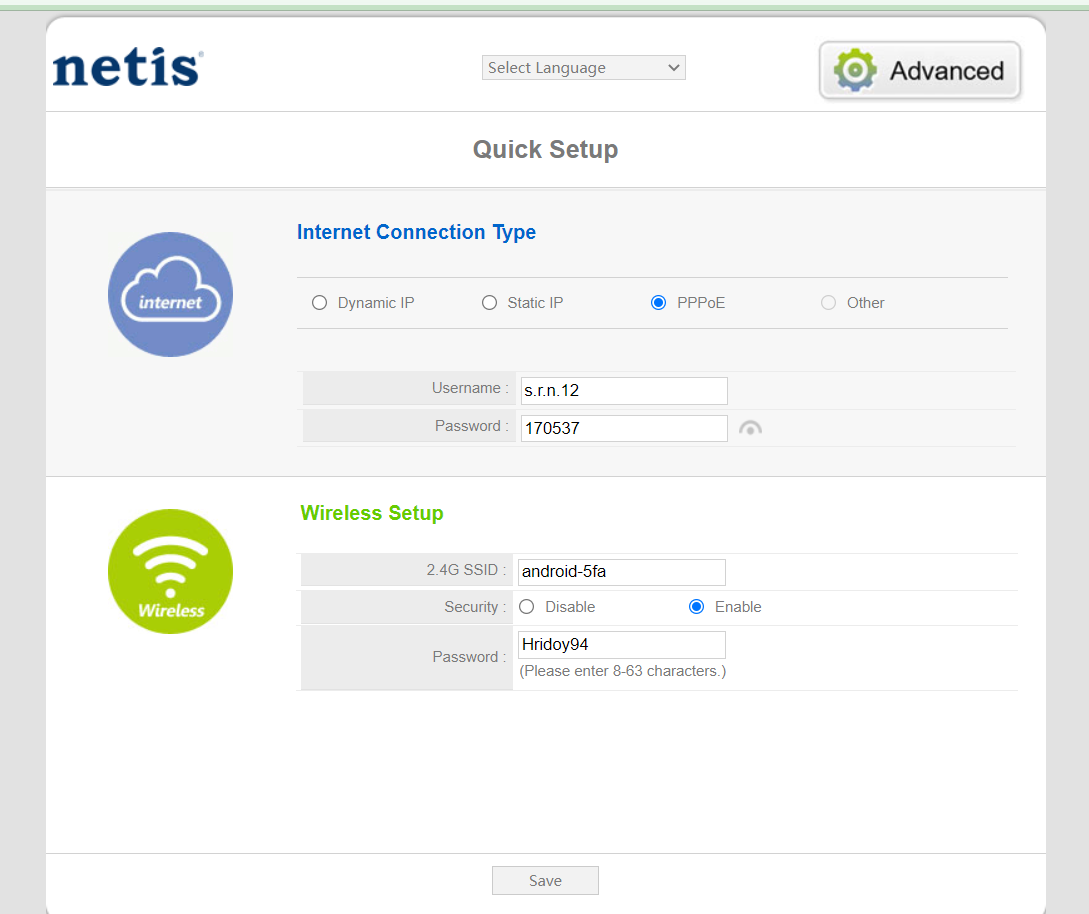 netis
Select Language
Advanced
Quick Setup
internet
Internet Connection Type
Dynamic IP Static IP PPPoE Other
Username : s.r.n.12
Password : 170537
Wireless
Wireless Setup
2.4G SSID : android-5fa
Security : Disable Enable
Password : Hridoy94
(Please enter 8-63 characters.)
Save